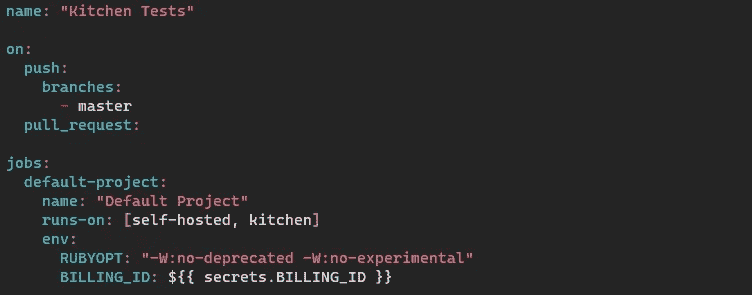 name: "Kitchen Tests"
on:
push:
branches:
- master
pull_request:
jobs:
default-project:
name: "Default Project"
runs-on: [self-hosted, kitchen]
env:
RUBYOPT: "-W:no-deprecated -W:no-experimental"
BILLING_ID: ${{ secrets.BILLING_ID }}